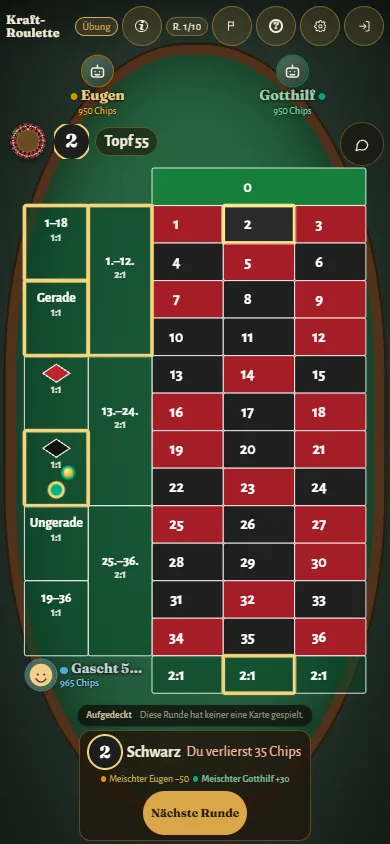 Kraft-
Roulette
Übung
R. 1/10
Eugen
950 Chips
Gotthilf
950 Chips
2
Topf 55
0
1–18
1:1
1.–12.
2:1
1 2 3
4 5 6
Gerade
1:1
7 8 9
10 11 12
1:1
13.–24.
2:1
13 14 15
16 17 18
1:1
19 20 21
22 23 24
Ungerade
1:1
25.–36.
2:1
25 26 27
28 29 30
19–36
1:1
31 32 33
34 35 36
Gascht 5...
965 Chips
2:1 2:1 2:1
Aufgedeckt Diese Runde hat keiner eine Karte gespielt.
2 Schwarz Du verlierst 35 Chips
Meischter Eugen −50 Meischter Gotthilf +30
Nächste Runde